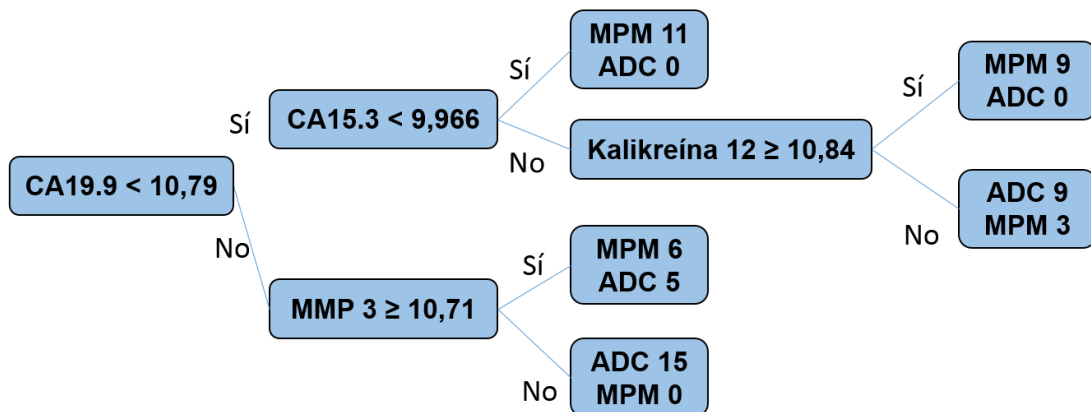 CA19.9 < 10,79
Sí
No
CA15.3 < 9,966
Sí
No
MPM 11
ADC 0
Kalikreína 12 ≥ 10,84
Sí
No
MPM 9
ADC 0
ADC 9
MPM 3
MMP 3 ≥ 10,71
Sí
No
MPM 6
ADC 5
ADC 15
MPM 0